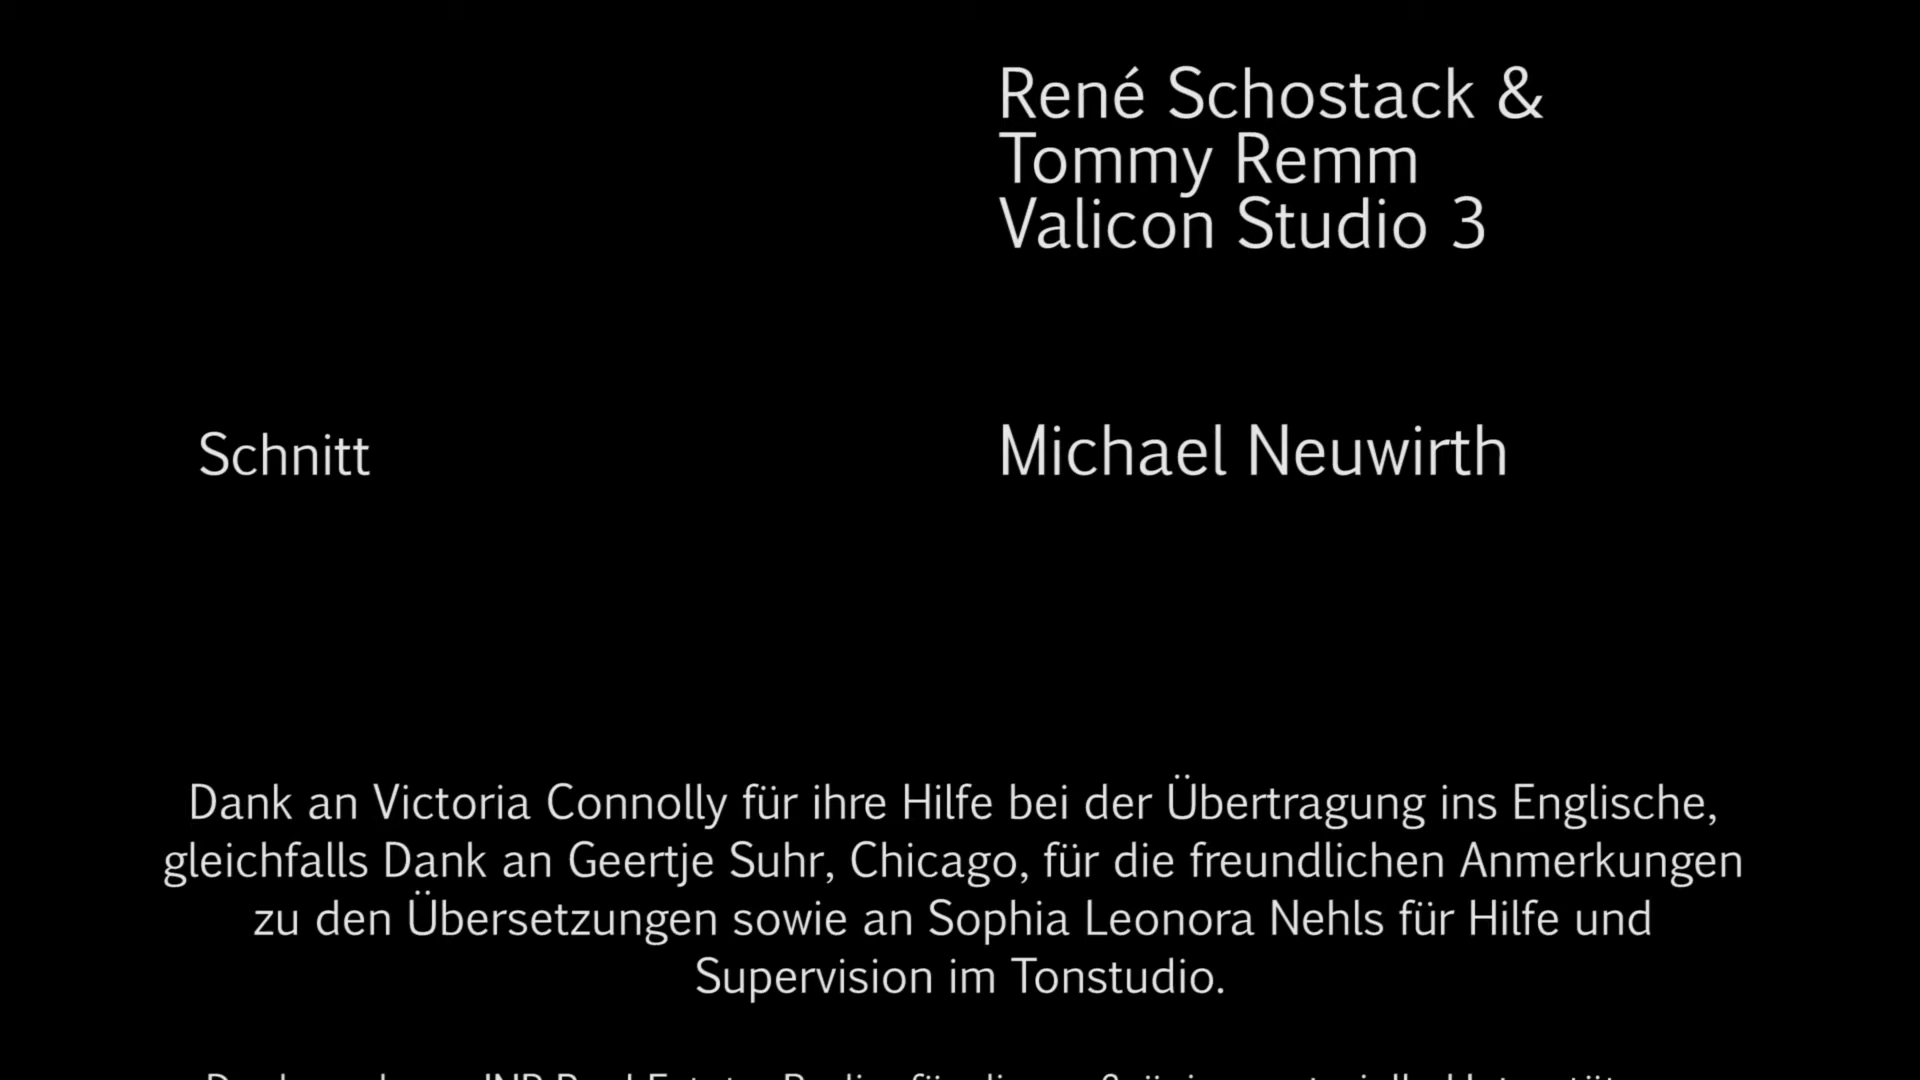 René Schostack &
Tommy Remm
Valicon Studio 3
Schnitt Michael Neuwirth
Dank an Victoria Connolly für ihre Hilfe bei der Übertragung ins Englische,
gleichfalls Dank an Geertje Suhr, Chicago, für die freundlichen Anmerkungen
zu den Übersetzungen sowie an Sophia Leonora Nehls für Hilfe und
Supervision im Tonstudio.